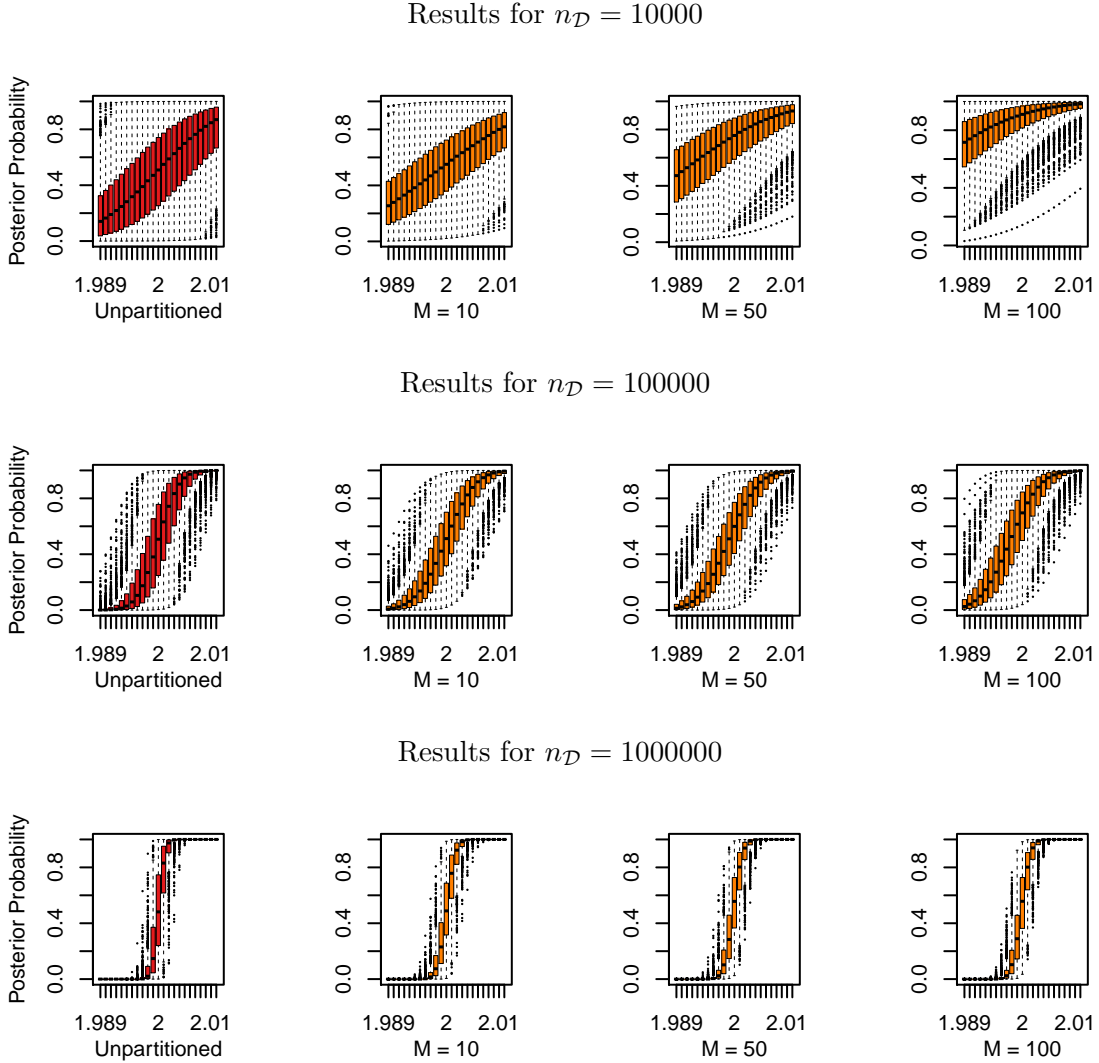 Results for n_D = 10000
Posterior Probability
0.0 0.4 0.8
1.989 2 2.01
Unpartitioned
0.0 0.4 0.8
1.989 2 2.01
M = 10
0.0 0.4 0.8
1.989 2 2.01
M = 50
0.0 0.4 0.8
1.989 2 2.01
M = 100
Results for n_D = 100000
Posterior Probability
0.0 0.4 0.8
1.989 2 2.01
Unpartitioned
0.0 0.4 0.8
1.989 2 2.01
M = 10
0.0 0.4 0.8
1.989 2 2.01
M = 50
0.0 0.4 0.8
1.989 2 2.01
M = 100
Results for n_D = 1000000
Posterior Probability
0.0 0.4 0.8
1.989 2 2.01
Unpartitioned
0.0 0.4 0.8
1.989 2 2.01
M = 10
0.0 0.4 0.8
1.989 2 2.01
M = 50
0.0 0.4 0.8
1.989 2 2.01
M = 100